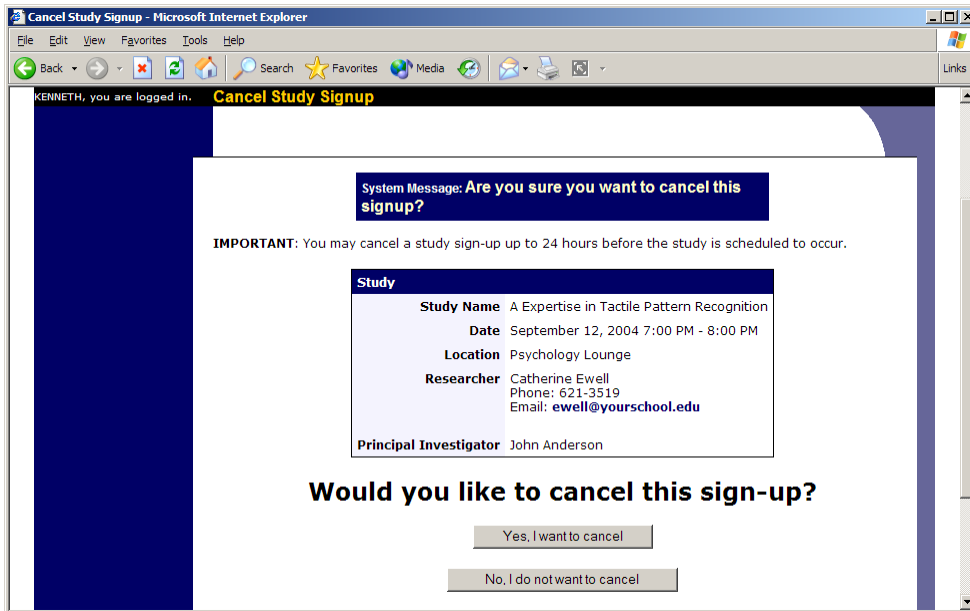 Cancel Study Signup - Microsoft Internet Explorer
File Edit View Favorites Tools Help
Back Search Favorites Media Links
KENNETH, you are logged in. Cancel Study Signup
System Message: Are you sure you want to cancel this
signup?
IMPORTANT: You may cancel a study sign-up up to 24 hours before the study is scheduled to occur.
Study
Study Name A Expertise in Tactile Pattern Recognition
Date September 12, 2004 7:00 PM - 8:00 PM
Location Psychology Lounge
Researcher Catherine Ewell
Phone: 621-3519
Email: ewell@yourschool.edu
Principal Investigator John Anderson
Would you like to cancel this sign-up?
Yes, I want to cancel
No, I do not want to cancel